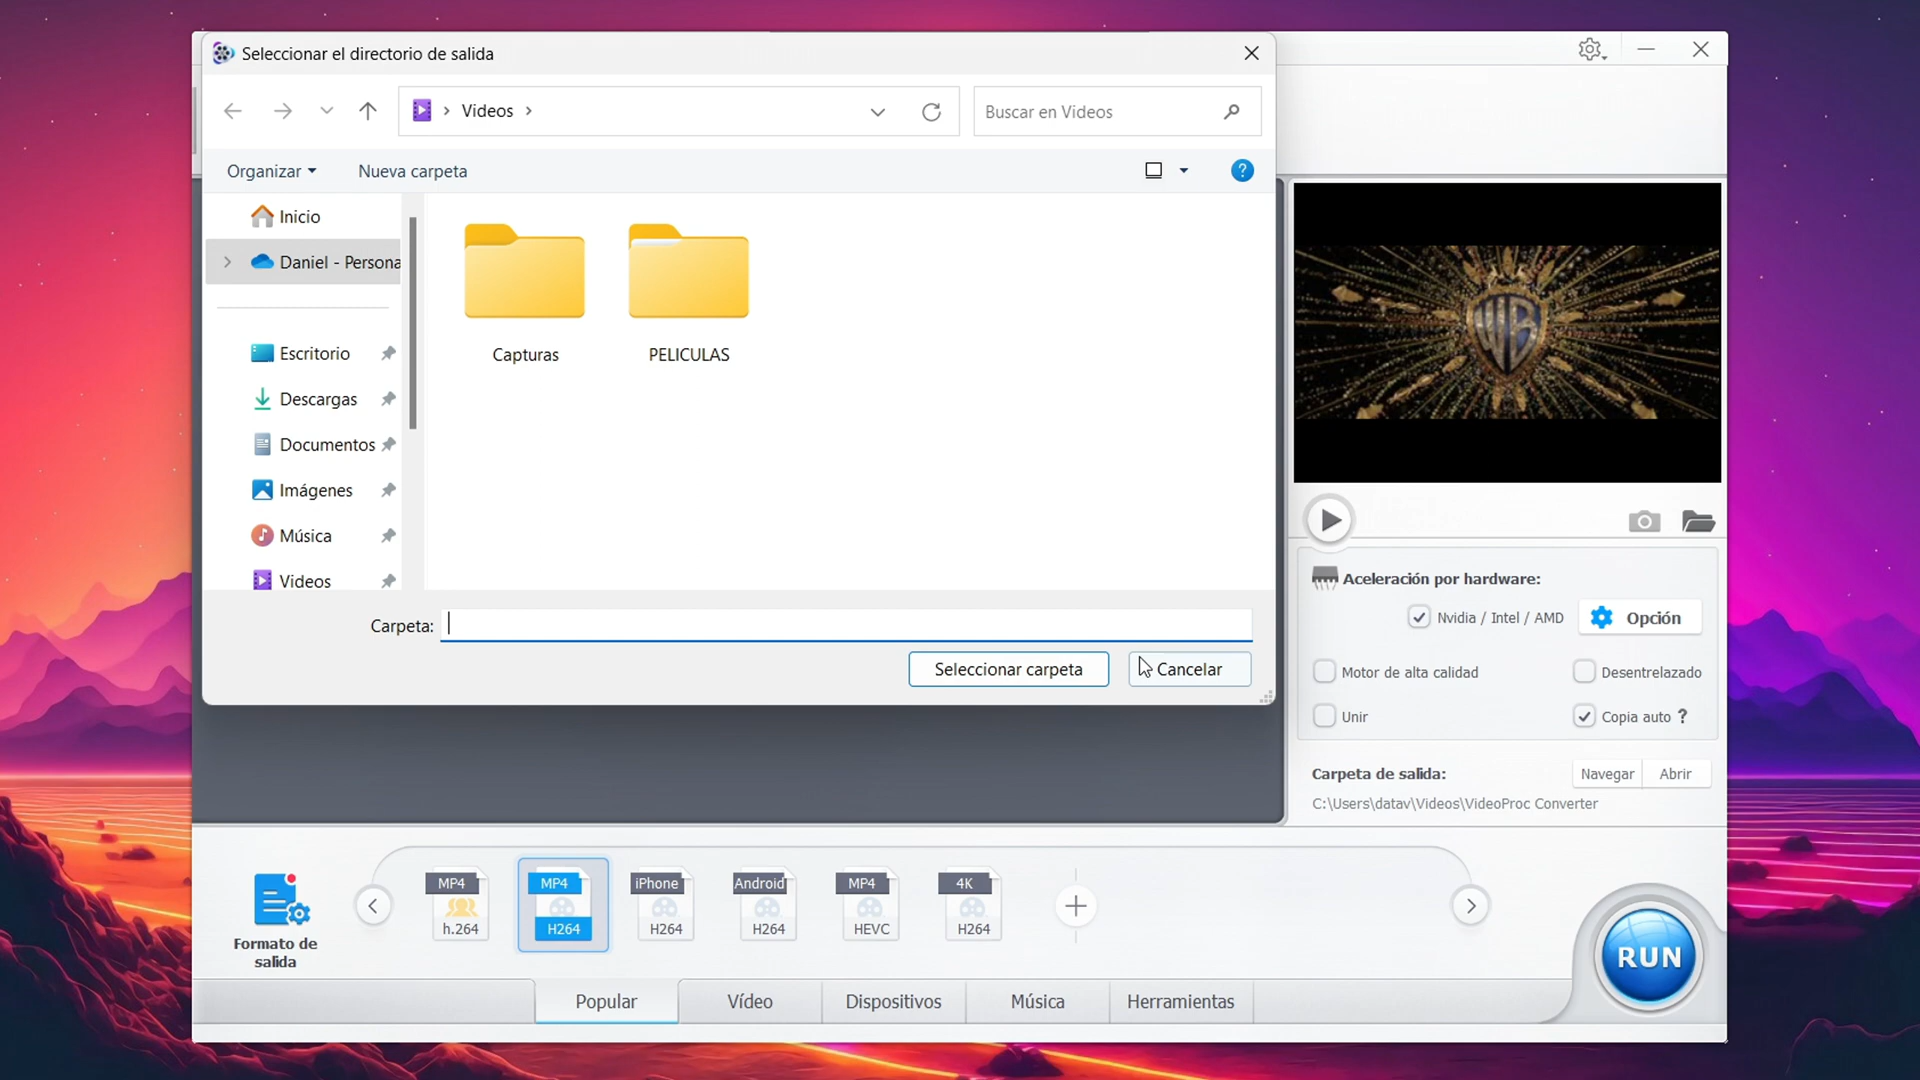 Seleccionar el directorio de salida
Videos
Buscar en Videos
Organizar
Nueva carpeta
?
Inicio
Daniel - Persona
Escritorio
Descargas
Documentos
Imágenes
Música
Videos
Capturas
PELICULAS
Carpeta:
Seleccionar carpeta
Cancelar
WB
Aceleración por hardware:
Nvidia / Intel / AMD
Opción
Motor de alta calidad
Desentrelazado
Unir
Copia auto ?
Carpeta de salida:
Navegar
Abrir
C:\Users\datav\Videos\VideoProc Converter
Formato de
salida
MP4
h.264
MP4
H264
iPhone
H264
Android
H264
MP4
HEVC
4K
H264
RUN
Popular
Vídeo
Dispositivos
Música
Herramientas